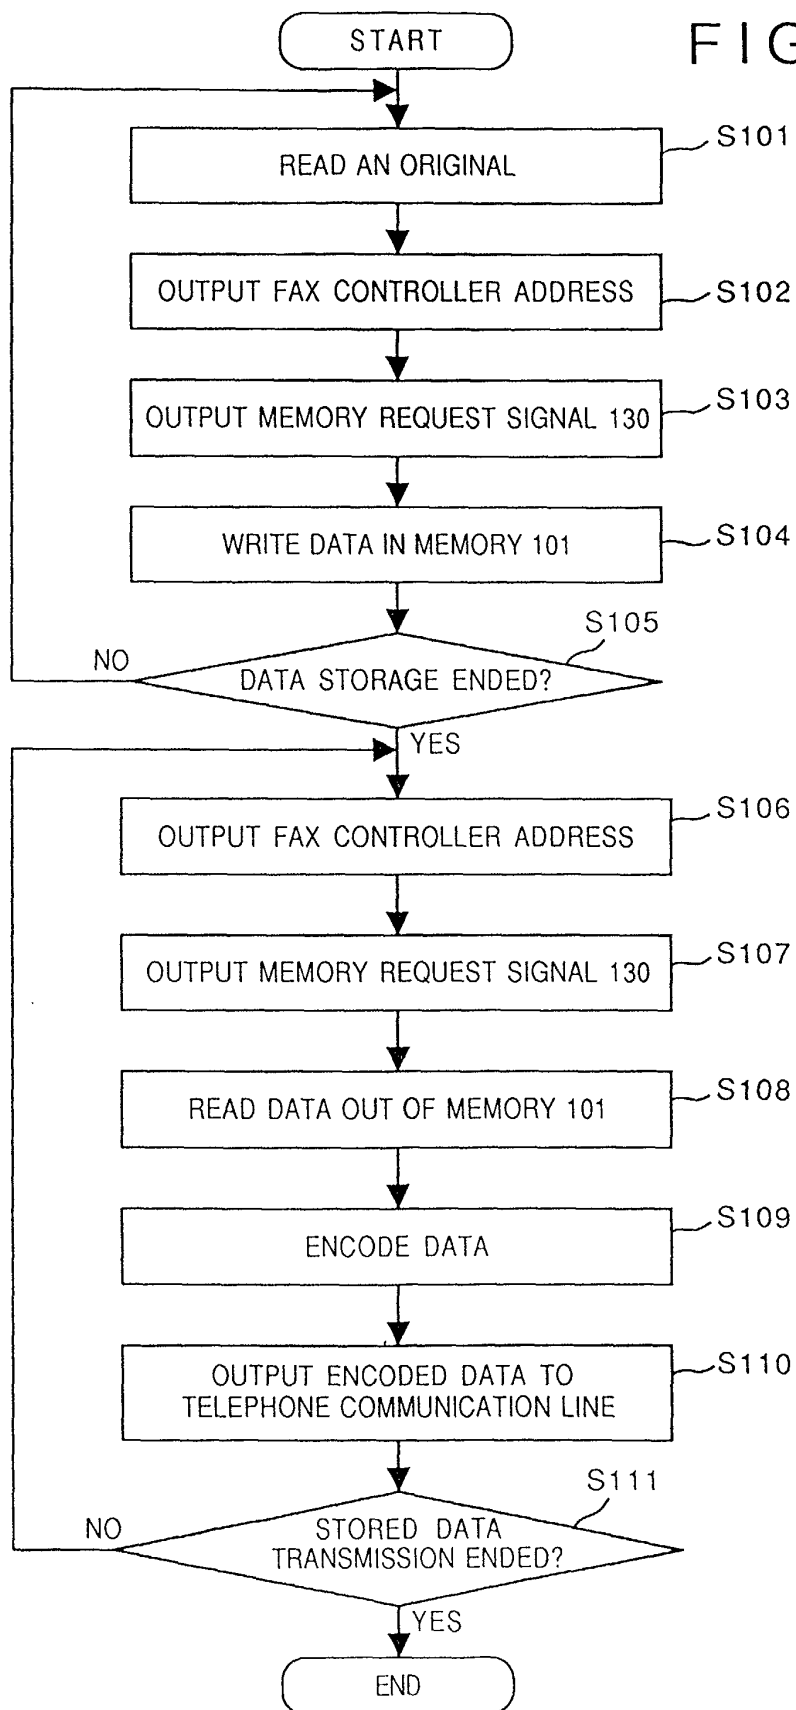 START
FIG
READ AN ORIGINAL
S101
OUTPUT FAX CONTROLLER ADDRESS
S102
OUTPUT MEMORY REQUEST SIGNAL 130
S103
WRITE DATA IN MEMORY 101
S104
S105
NO
DATA STORAGE ENDED?
YES
S106
OUTPUT FAX CONTROLLER ADDRESS
S107
OUTPUT MEMORY REQUEST SIGNAL 130
S108
READ DATA OUT OF MEMORY 101
S109
ENCODE DATA
S110
OUTPUT ENCODED DATA TO
TELEPHONE COMMUNICATION LINE
S111
NO
STORED DATA
TRANSMISSION ENDED?
YES
END